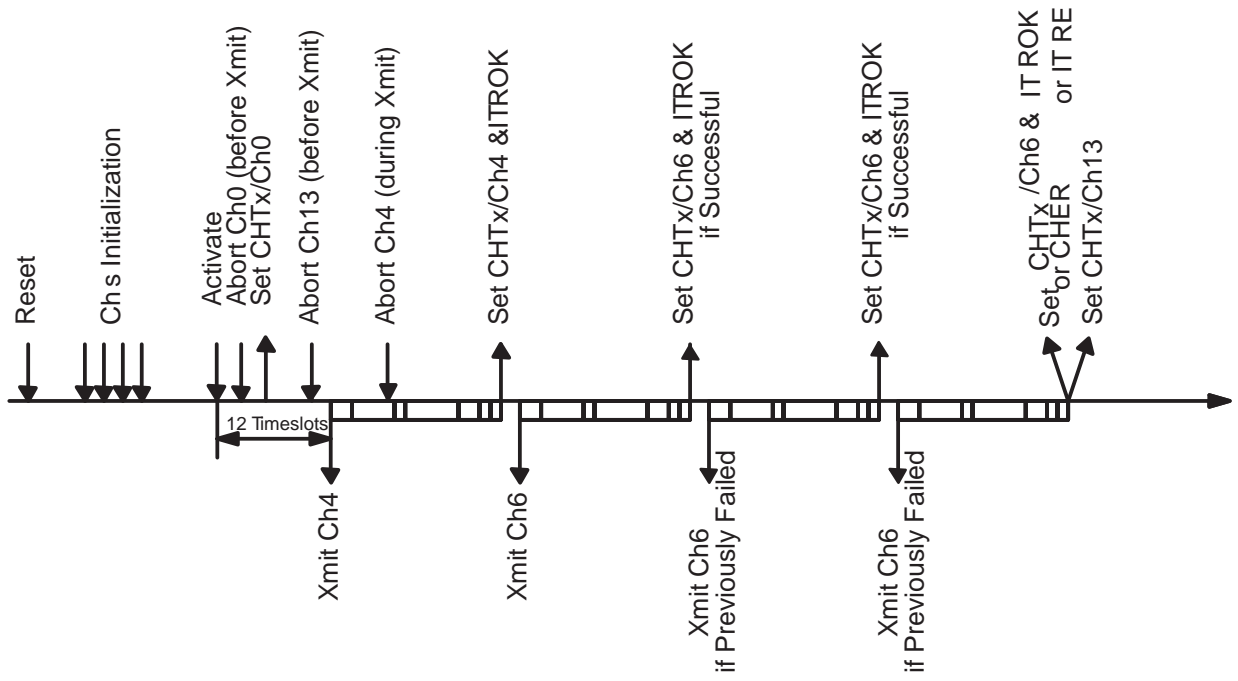 Reset
Ch s Initialization
Activate
Abort Ch0 (before Xmit)
Set CHTx/Ch0
Abort Ch13 (before Xmit)
Abort Ch4 (during Xmit)
Set CHTx/Ch4 &ITROK
Set CHTx/Ch6 & ITROK
if Successful
Set CHTx/Ch6 & ITROK
if Successful
Set CHTx /Ch6 & IT ROK
or CHER or IT RE
Set CHTx/Ch13
12 Timeslots
Xmit Ch4
Xmit Ch6
Xmit Ch6
if Previously Failed
Xmit Ch6
if Previously Failed